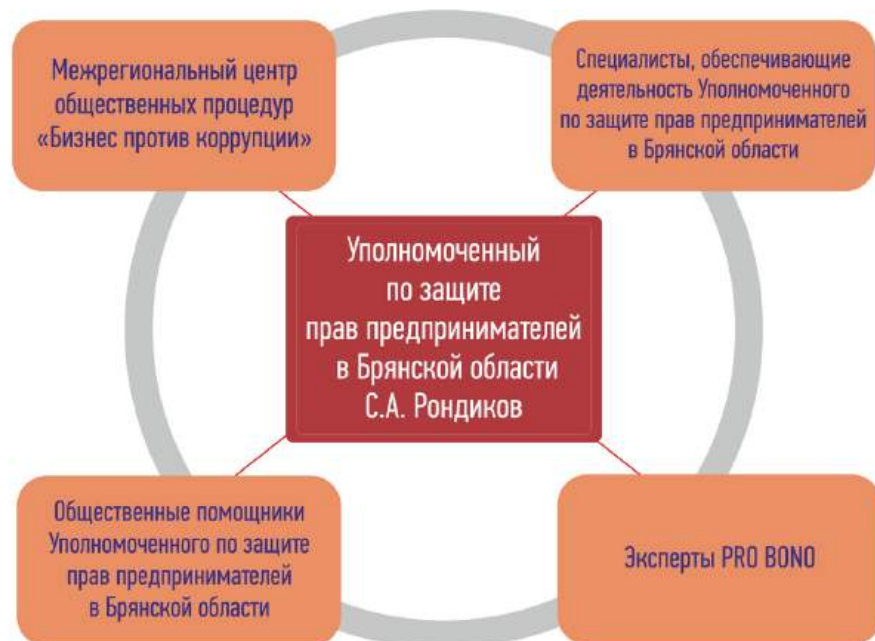 Межрегиональный центр
общественных процедур
«Бизнес против коррупции»
Специалисты, обеспечивающие
деятельность Уполномоченного
по защите прав предпринимателей
в Брянской области
Уполномоченный
по защите
прав предпринимателей
в Брянской области
С.А. Рондиков
Общественные помощники
Уполномоченного по защите
прав предпринимателей
в Брянской области
Эксперты PRO BONO